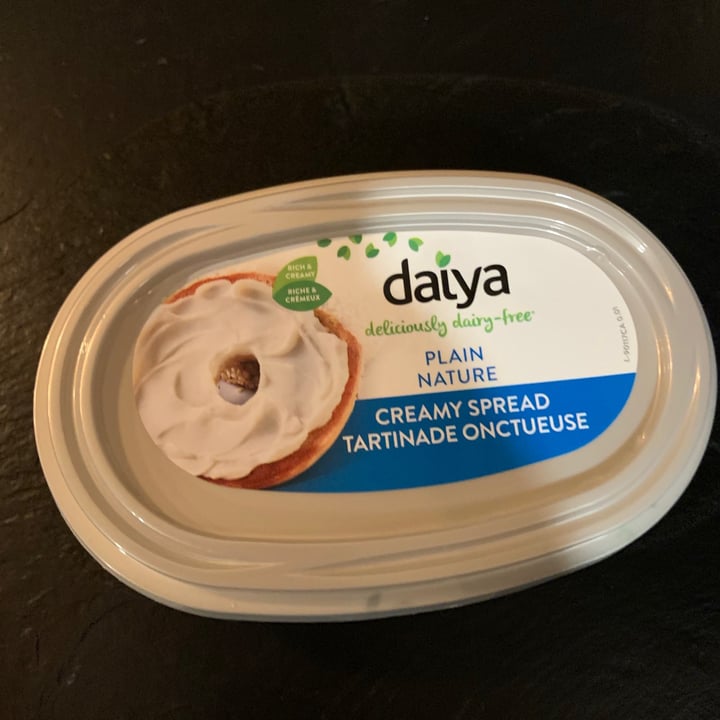 RICH &
CREAMY
RICHE &
CRÉMEUX
daiya
deliciously dairy-free
PLAIN
NATURE
CREAMY SPREAD
TARTINADE ONCTUEUSE